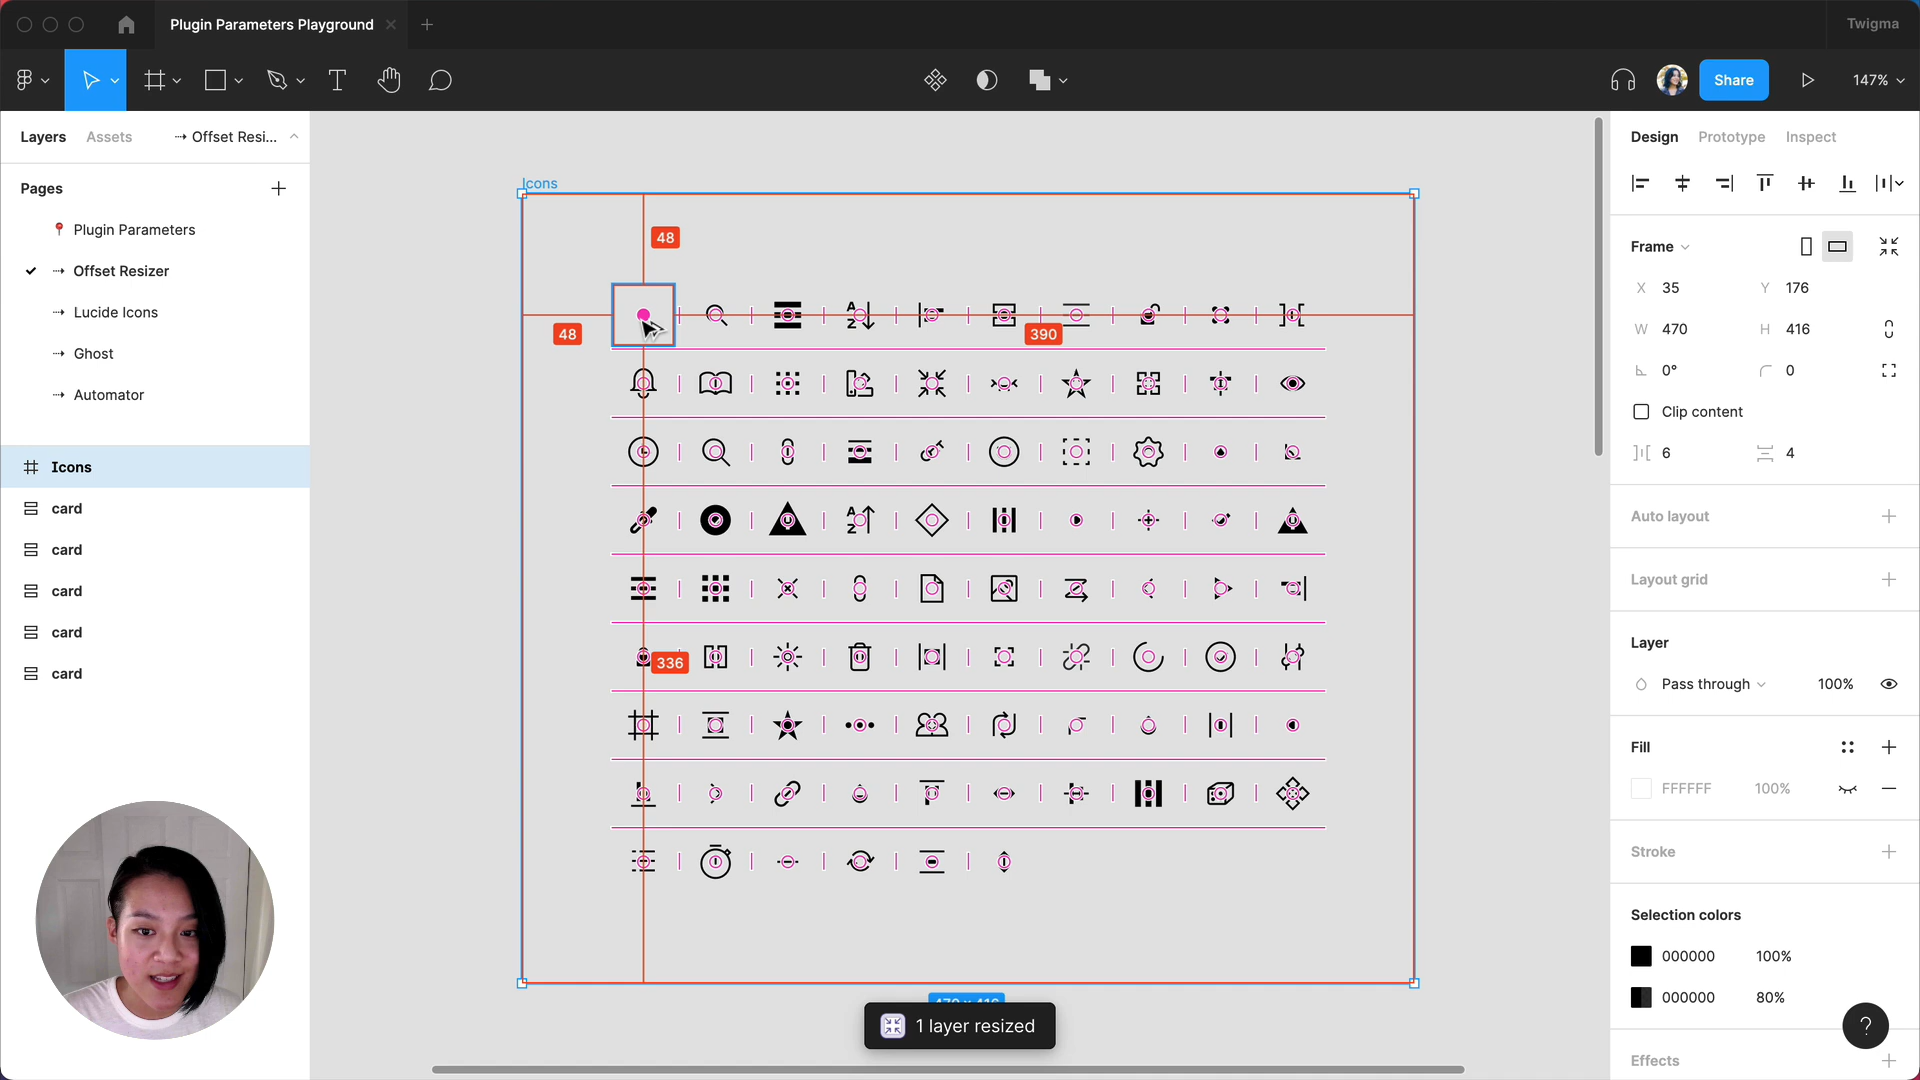 Plugin Parameters Playground
Twigma
Share
147%
Layers
Assets
Offset Resi...
Pages
Plugin Parameters
Offset Resizer
Lucide Icons
Ghost
Automator
Icons
card
card
card
card
card
Icons
48
48
390
336
1 layer resized
Design
Prototype
Inspect
Frame
X 35
Y 176
W 470
H 416
0°
0
Clip content
6
4
Auto layout
Layout grid
Layer
Pass through
100%
Fill
FFFFFF
100%
Stroke
Selection colors
000000
100%
000000
80%
Effects
?